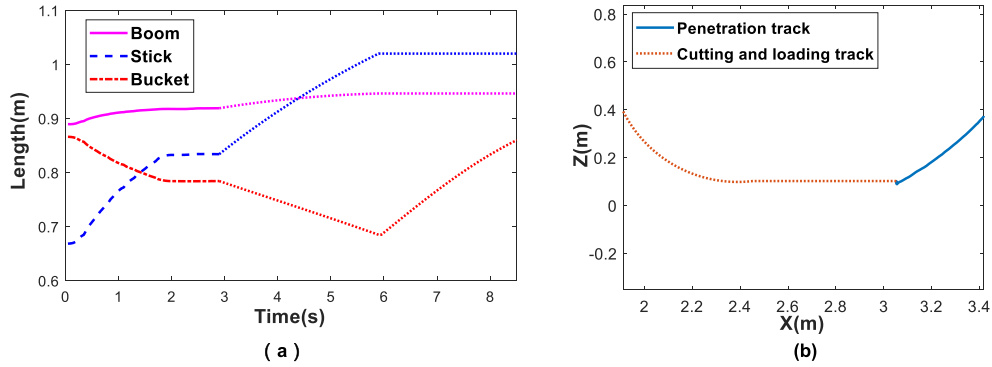 1.1
1
0.9
0.8
0.7
0.6
Length(m)
Boom
Stick
Bucket
0 1 2 3 4 5 6 7 8
Time(s)
( a )
0.8
0.6
0.4
0.2
0
-0.2
Z(m)
Penetration track
Cutting and loading track
2 2.2 2.4 2.6 2.8 3 3.2 3.4
X(m)
(b)